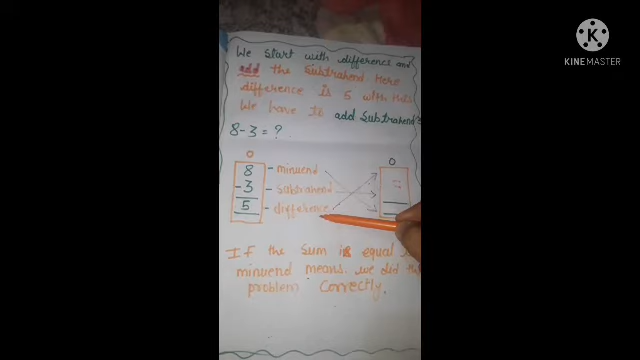 We start with difference and
add the subtrahend Here
difference is 5 with this
We have to add subtrahend 3
8-3 = ?
0 0
8 - minuend
- 3 - subtrahend
5 - difference
If the sum is equal
minuend means we did
problem correctly.
KINEMASTER